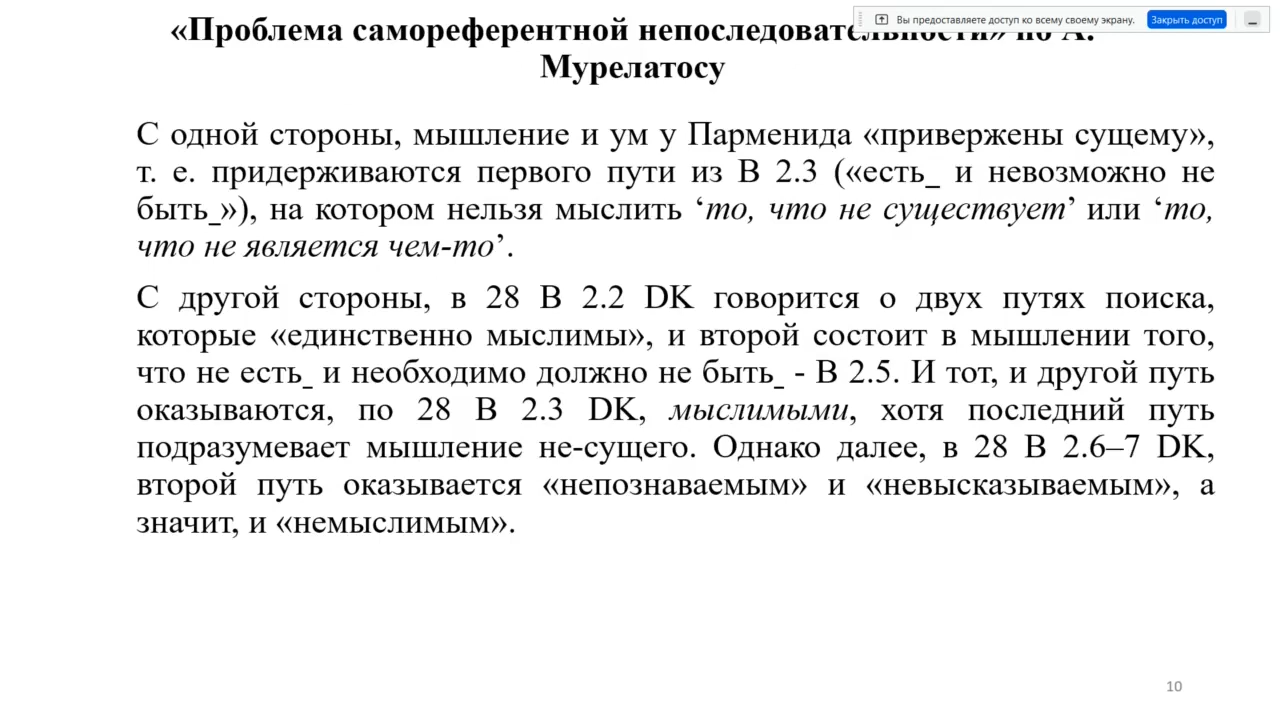 Вы предоставляете доступ ко всему своему экрану. Закрыть доступ
«Проблема самореферентной непоследовательности» по А.
Мурелатосу
С одной стороны, мышление и ум у Парменида «привержены сущему»,
т. е. придерживаются первого пути из В 2.3 («есть_ и невозможно не
быть_»), на котором нельзя мыслить ‘то, что не существует’ или ‘то,
что не является чем-то’.
С другой стороны, в 28 В 2.2 DK говорится о двух путях поиска,
которые «единственно мыслимы», и второй состоит в мышлении того,
что не есть_ и необходимо должно не быть_ - В 2.5. И тот, и другой путь
оказываются, по 28 В 2.3 DK, мыслимыми, хотя последний путь
подразумевает мышление не-сущего. Однако далее, в 28 В 2.6–7 DK,
второй путь оказывается «непознаваемым» и «невысказываемым», а
значит, и «немыслимым».
10